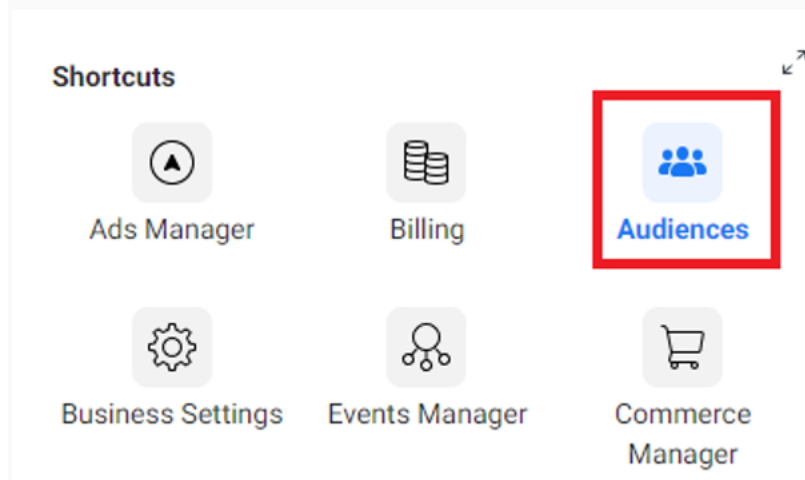 Shortcuts
Ads Manager
Billing
Audiences
Business Settings
Events Manager
Commerce
Manager